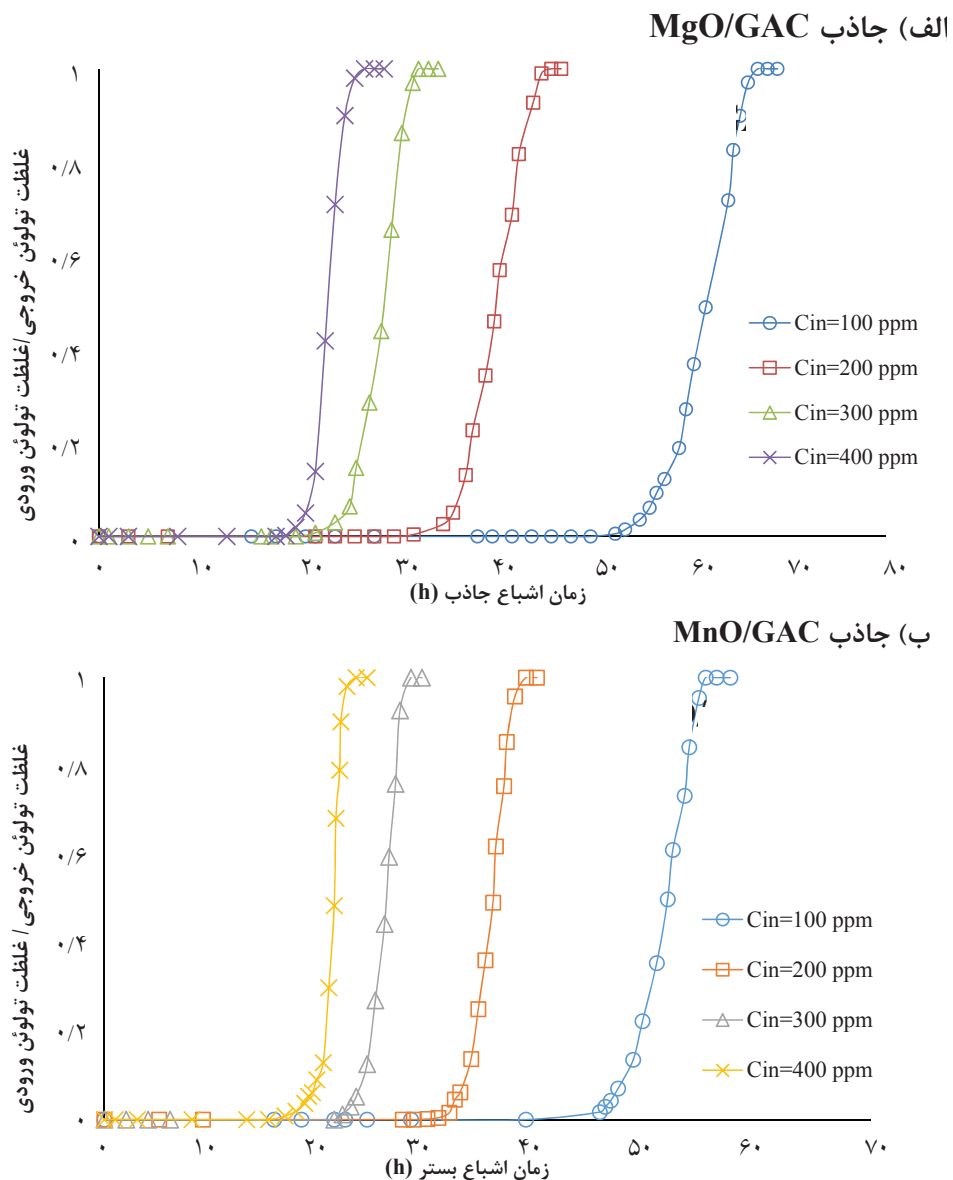 الف) جاذب MgO/GAC
غلظت تولوئن خروجی/غلظت تولوئن ورودی
۱
۰/۸
۰/۶
۰/۴
۰/۲
۰
۰ ۱۰ ۲۰ ۳۰ ۴۰ ۵۰ ۶۰ ۷۰ ۸۰
زمان اشباع جاذب (h)
Cin=100 ppm
Cin=200 ppm
Cin=300 ppm
Cin=400 ppm
ب) جاذب MnO/GAC
غلظت تولوئن خروجی/ غلظت تولوئن ورودی
۱
۰/۸
۰/۶
۰/۴
۰/۲
۰
۰ ۱۰ ۲۰ ۳۰ ۴۰ ۵۰ ۶۰ ۷۰
زمان اشباع بستر (h)
Cin=100 ppm
Cin=200 ppm
Cin=300 ppm
Cin=400 ppm